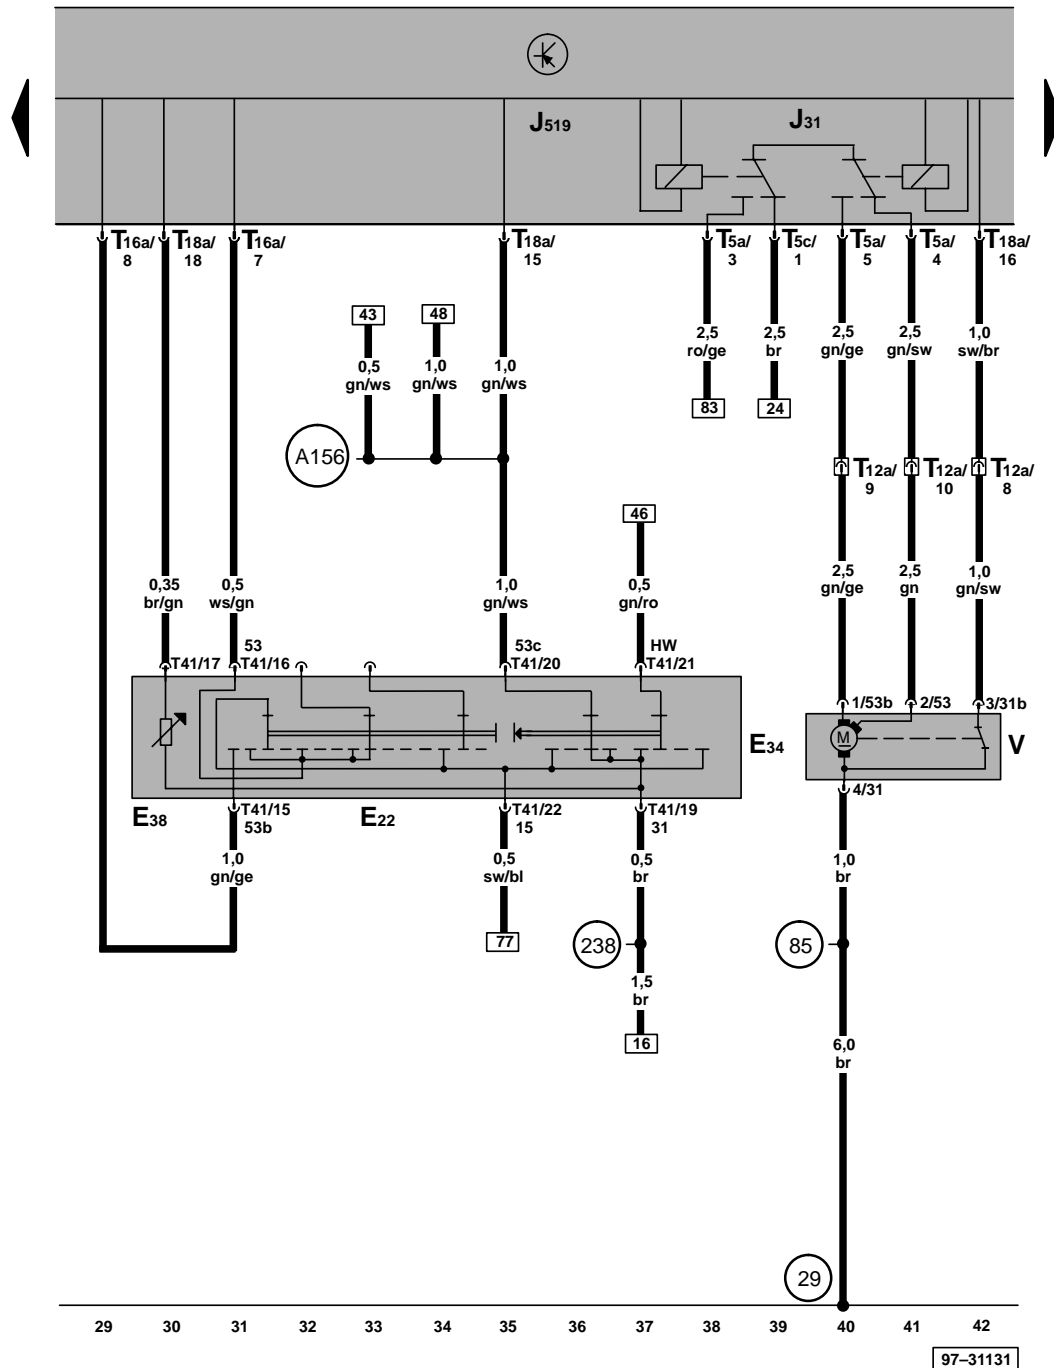 J519
J31
T16a/
8
T18a/
18
T16a/
7
T18a/
15
T5a/
3
T5c/
1
T5a/
5
T5a/
4
T18a/
16
43
48
2,5
ro/ge
2,5
br
2,5
gn/ge
2,5
gn/sw
1,0
sw/br
0,5
gn/ws
1,0
gn/ws
1,0
gn/ws
83
24
A156
T12a/
9
T12a/
10
T12a/
8
46
0,35
br/gn
0,5
ws/gn
1,0
gn/ws
0,5
gn/ro
2,5
gn/ge
2,5
gn
1,0
gn/sw
T41/17
53
T41/16
53c
T41/20
HW
T41/21
1/53b
2/53
3/31b
M
V
E34
4/31
E38
T41/15
53b
E22
T41/22
15
T41/19
31
1,0
gn/ge
0,5
sw/bl
0,5
br
1,0
br
77
238
85
1,5
br
16
6,0
br
29
29 30 31 32 33 34 35 36 37 38 39 40 41 42
97–31131